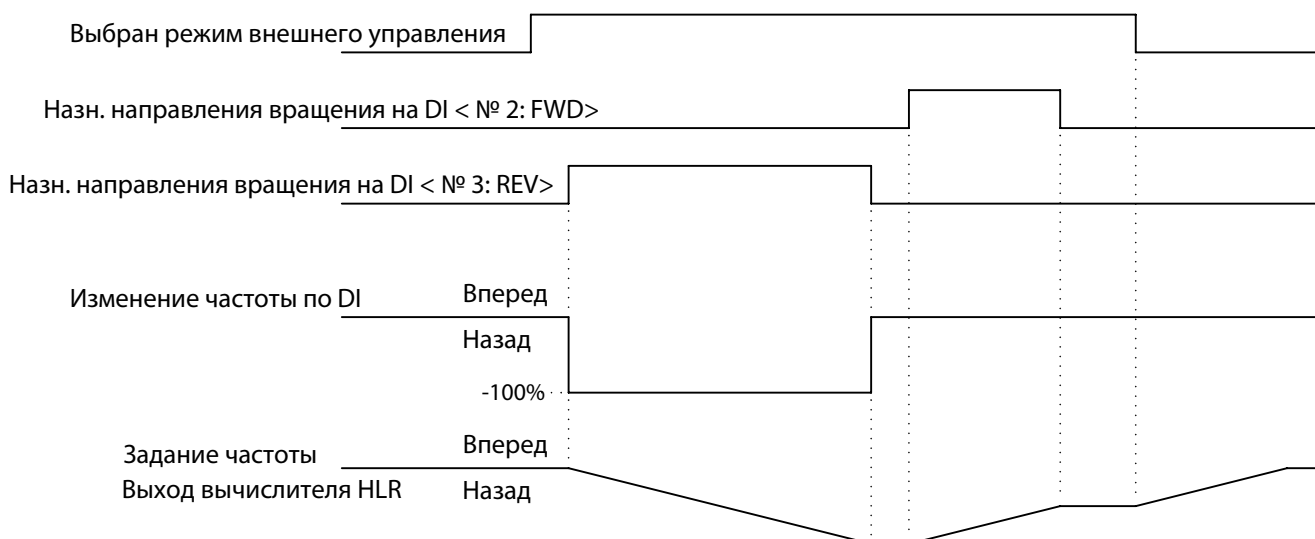 Выбран режим внешнего управления
Назн. направления вращения на DI < № 2: FWD>
Назн. направления вращения на DI < № 3: REV>
Изменение частоты по DI
Вперед
Назад
-100%
Задание частоты
Выход вычислителя HLR
Вперед
Назад